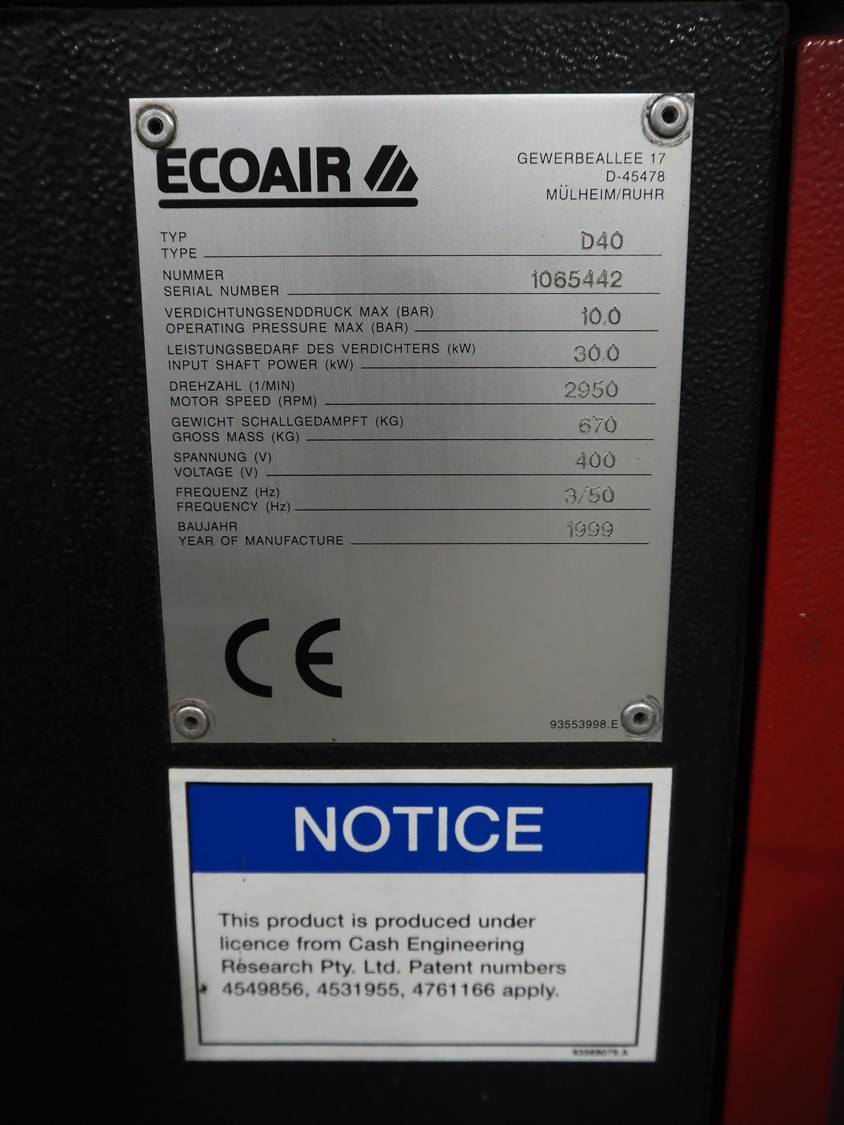 ECOAIR
GEWERBEALLEE 17
D-45478
MÜLHEIM/RUHR
TYP
TYPE D40
NUMMER
SERIAL NUMBER 1065442
VERDICHTUNGSENDDRUCK MAX (BAR)
OPERATING PRESSURE MAX (BAR) 10.0
LEISTUNGSBEDARF DES VERDICHTERS (kW)
INPUT SHAFT POWER (kW) 30.0
DREHZAHL (1/MIN)
MOTOR SPEED (RPM) 2950
GEWICHT SCHALLGEDAMPFT (KG)
GROSS MASS (KG) 670
SPANNUNG (V)
VOLTAGE (V) 400
FREQUENZ (Hz)
FREQUENCY (Hz) 3/50
BAUJAHR
YEAR OF MANUFACTURE 1999
CE
93553998.E
NOTICE
This product is produced under
licence from Cash Engineering
Research Pty. Ltd. Patent numbers
4549856, 4531955, 4761166 apply.